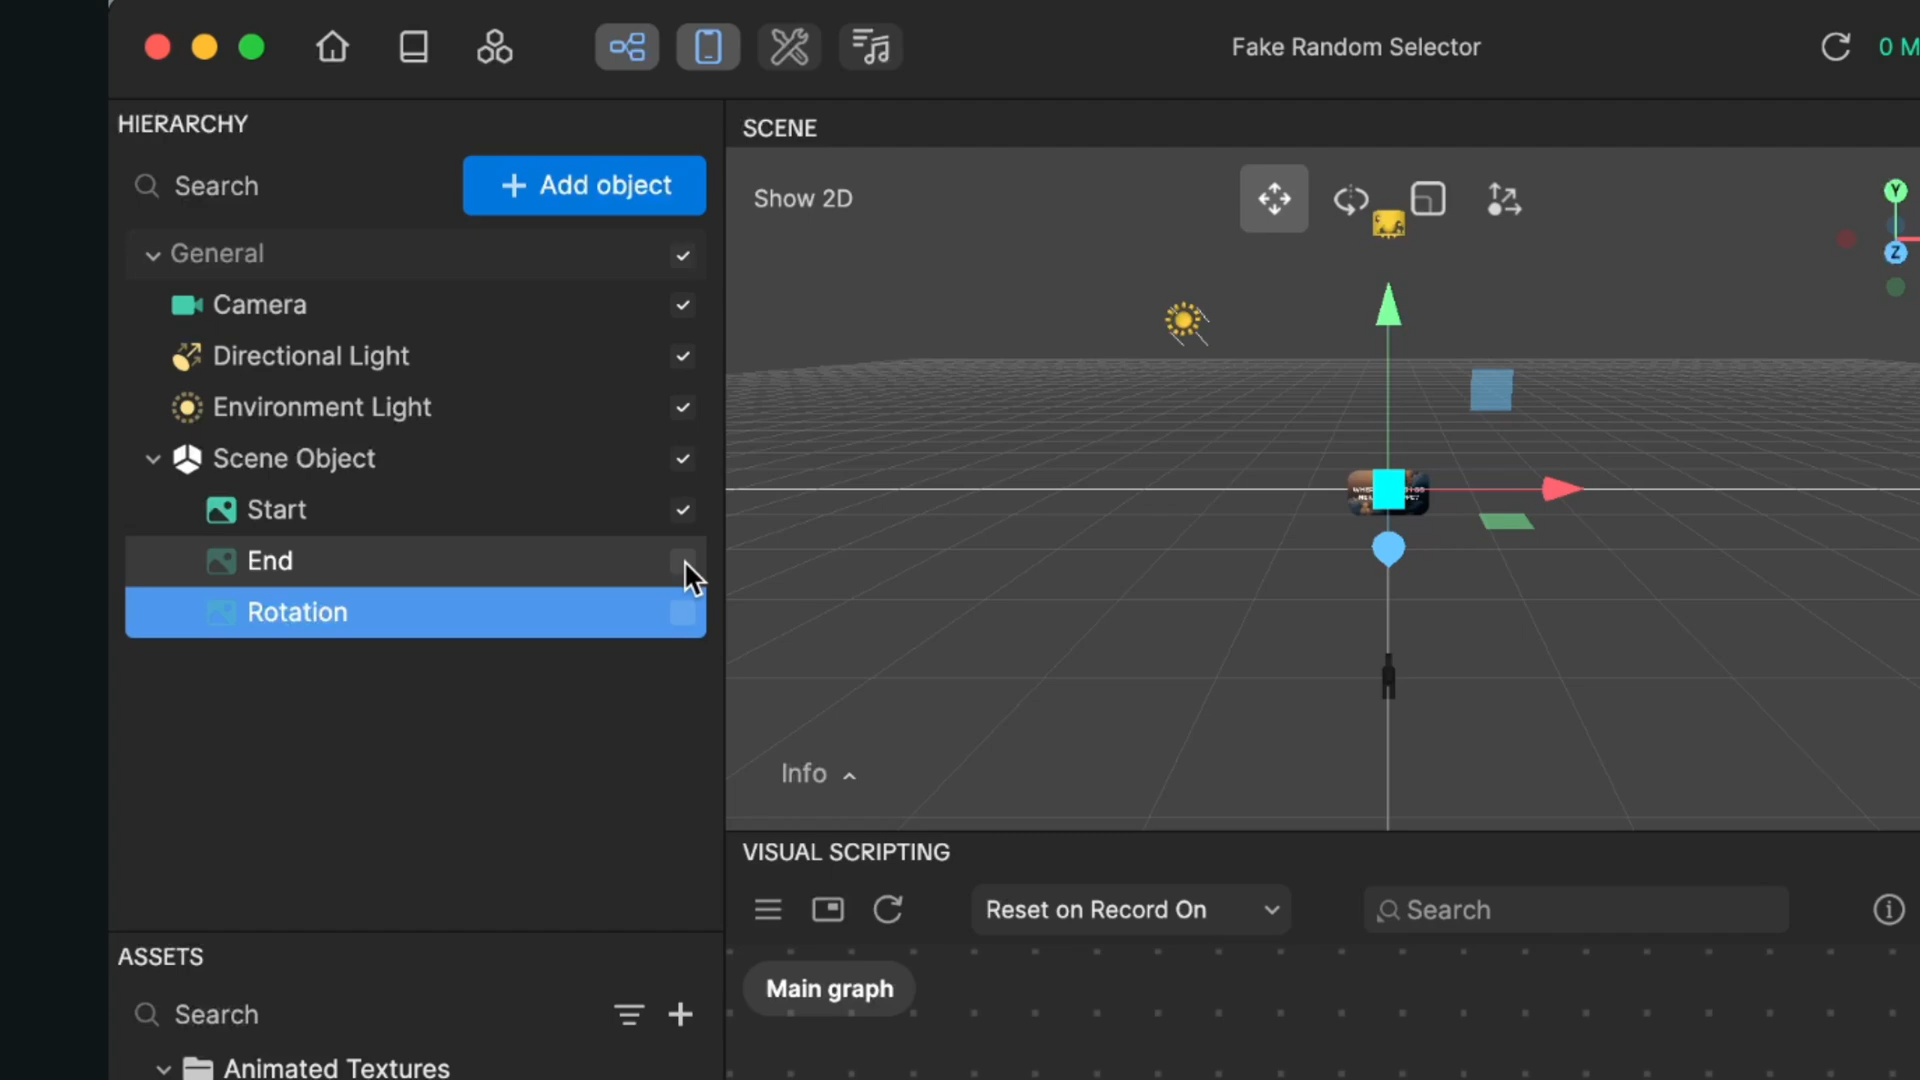 Fake Random Selector
0 M
HIERARCHY
Search
+ Add object
General
Camera
Directional Light
Environment Light
Scene Object
Start
End
Rotation
SCENE
Show 2D
Y
Z
Info
VISUAL SCRIPTING
Reset on Record On
Search
Main graph
ASSETS
Search
Animated Textures